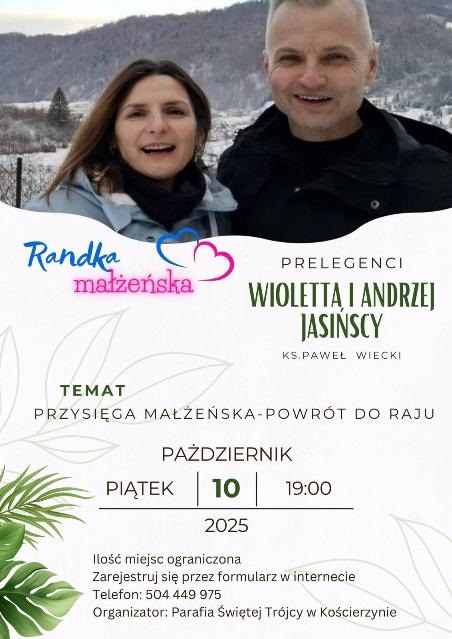 Randka
małżeńska
PRELEGENCI
WIOLETTA I ANDRZEJ
JASIŃSCY
KS.PAWEŁ WIECKI
TEMAT
PRZYSIĘGA MAŁŻEŃSKA-POWRÓT DO RAJU
PAŻDZIERNIK
PIĄTEK 10 19:00
2025
Ilość miejsc ograniczona
Zarejestruj się przez formularz w internecie
Telefon: 504 449 975
Organizator: Parafia Świętej Trójcy w Kościerzynie